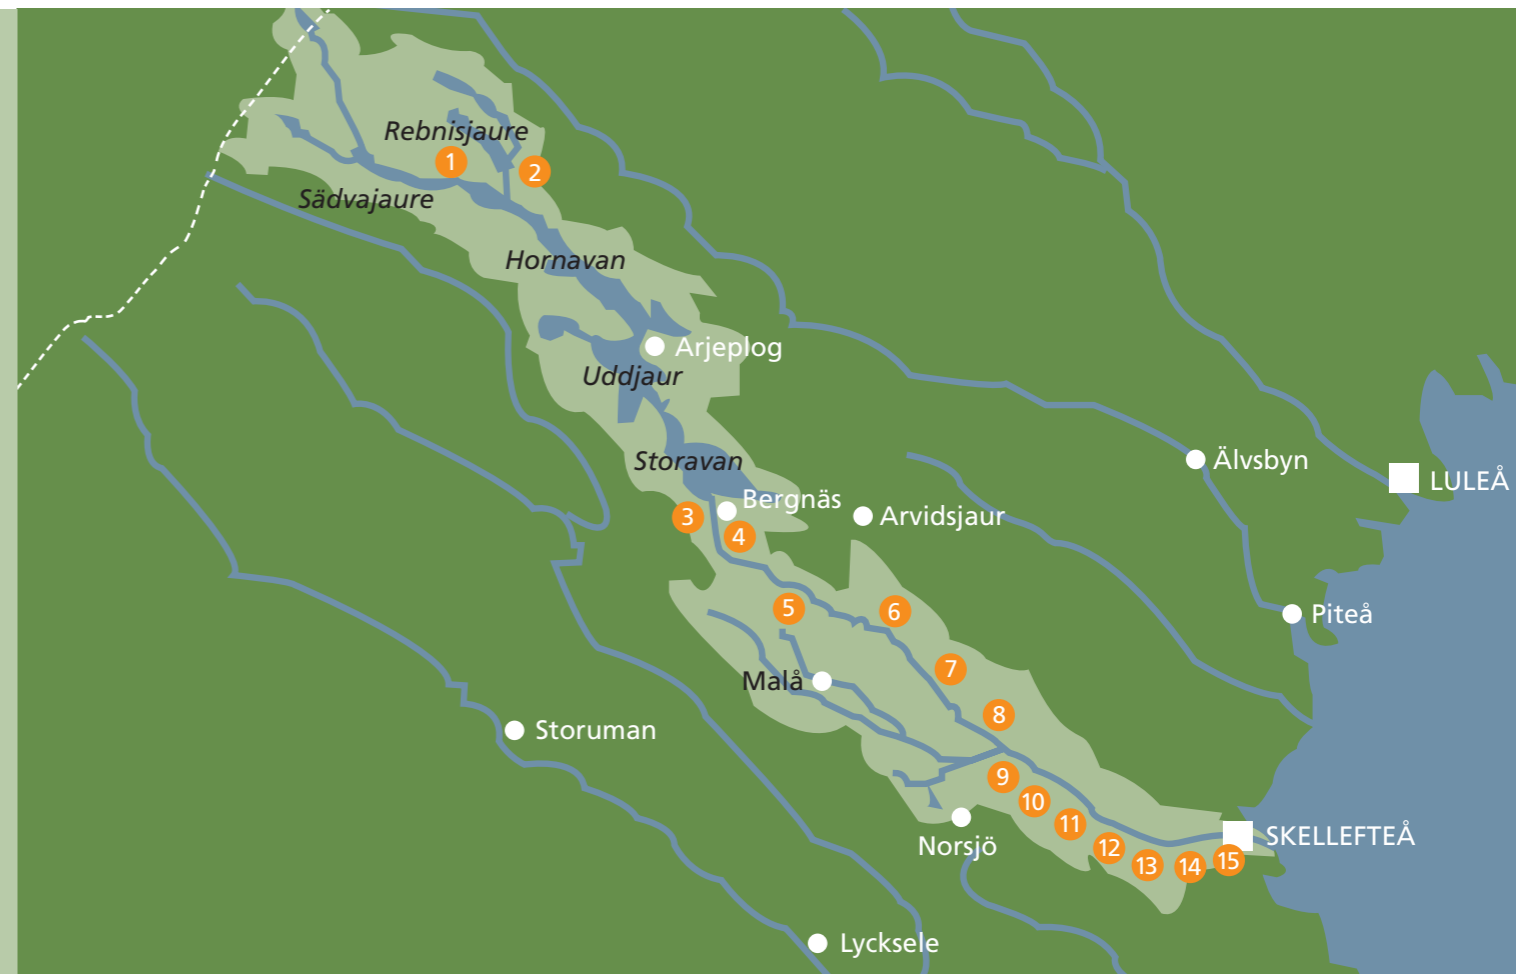 Rebnisjaure
1
2
Sädvajaure
Hornavan
Arjeplog
Uddjaur
Storavan
Älvsbyn
LULEÅ
Bergnäs
3
Arvidsjaur
4
5
6
Piteå
7
Malå
8
Storuman
9
10
11
Norsjö
12
13
14
15
SKELLEFTEÅ
Lycksele